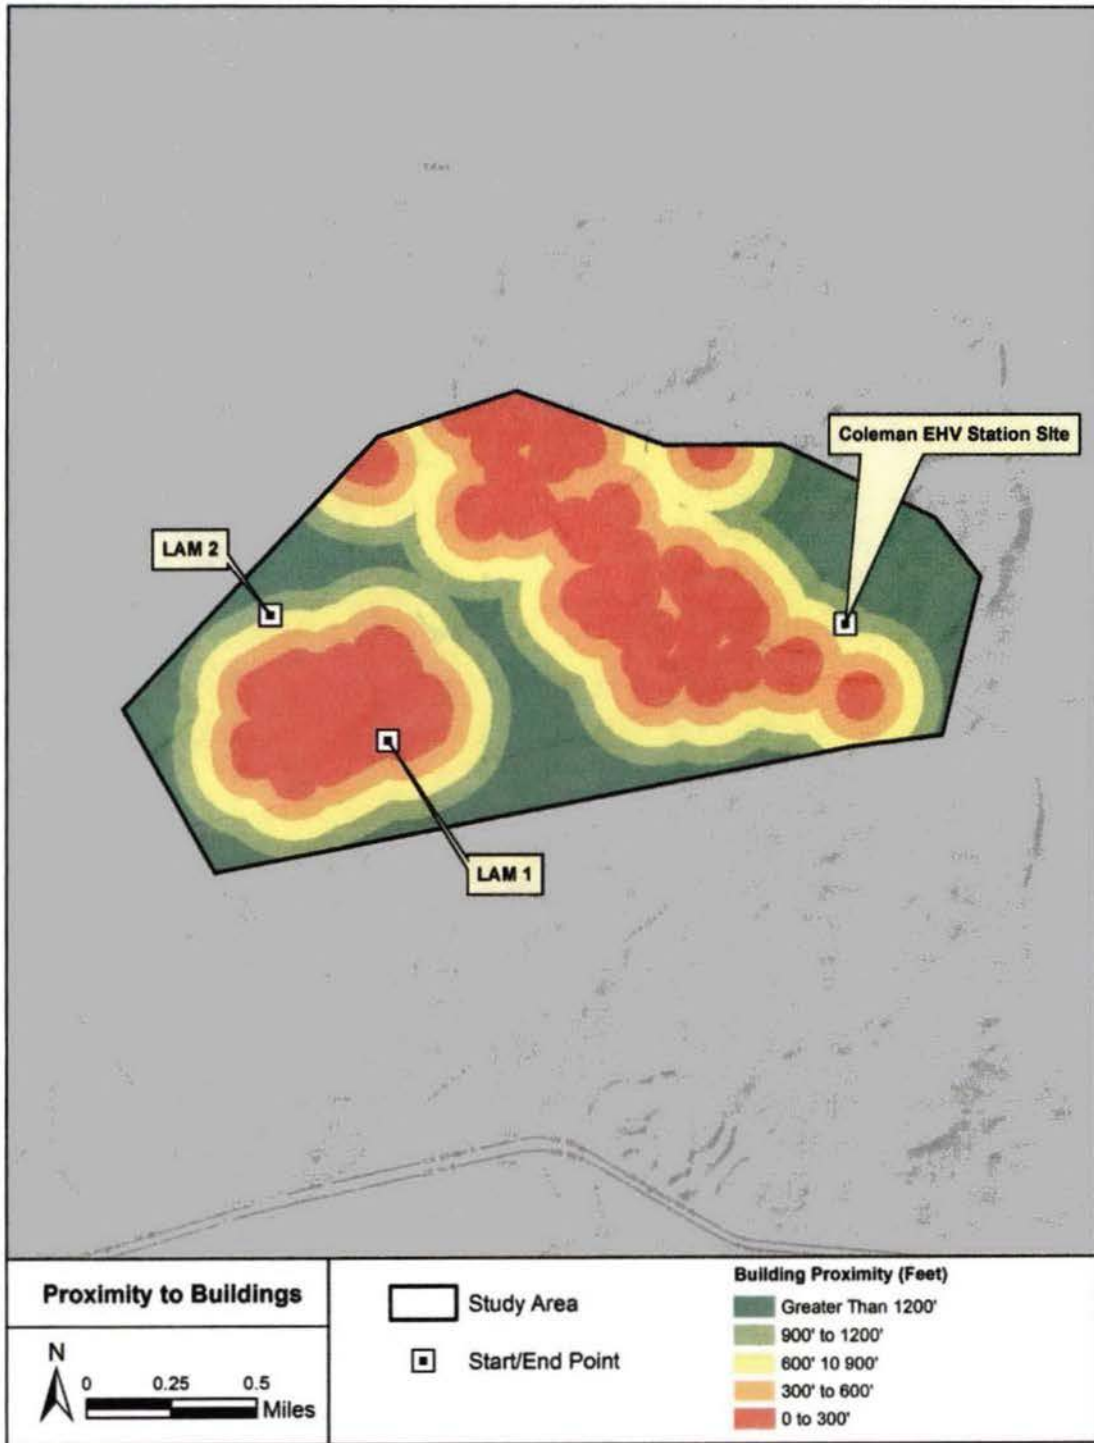 Coleman EHV Station Site
LAM 2
LAM 1
Proximity to Buildings
N
0 0.25 0.5
Miles
Study Area
Start/End Point
Building Proximity (Feet)
Greater Than 1200'
900' to 1200'
600' 10 900'
300' to 600'
0 to 300'